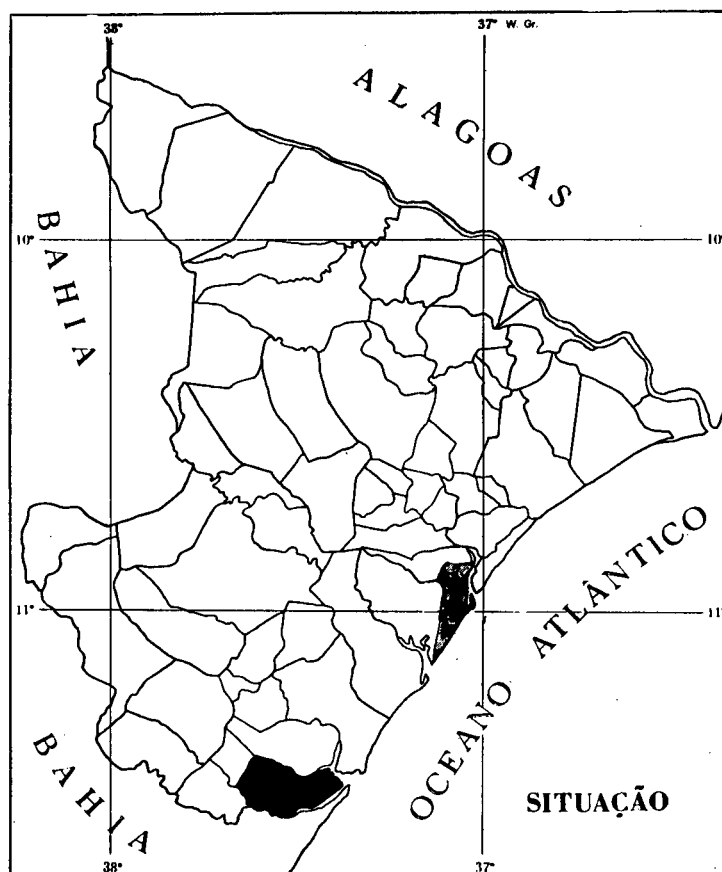 38°
37° W. Gr.
ALAGOAS
BAHIA
10°
10°
11°
11°
OCEANO ATLÂNTICO
BAHIA
SITUAÇÃO
38°
37°